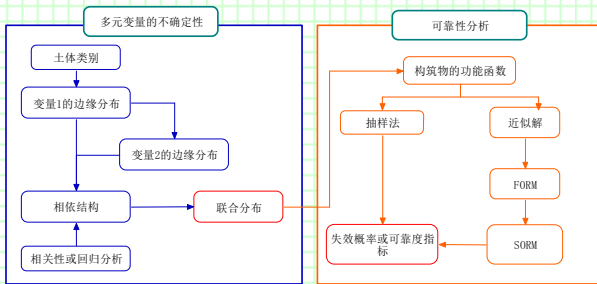 多元变量的不确定性
土体类别
变量1的边缘分布
变量2的边缘分布
相依结构
联合分布
相关性或回归分析
可靠性分析
构筑物的功能函数
抽样法
近似解
FORM
SORM
失效概率或可靠度指
标